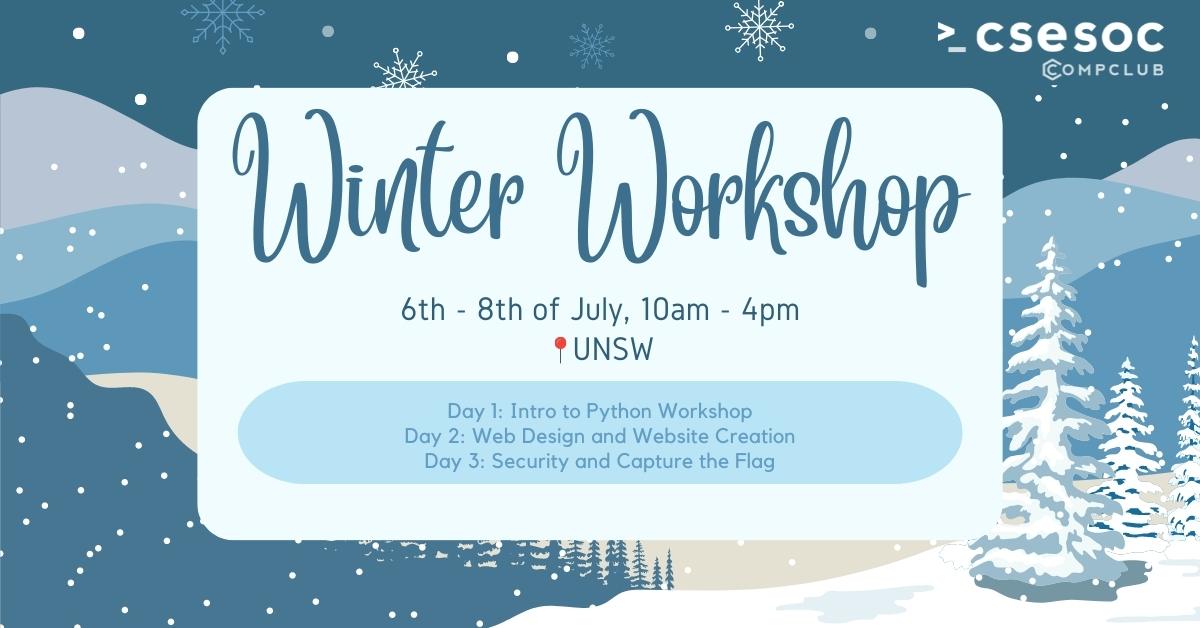 >_ csesoc
COMPCLUB
Winter Workshop
6th - 8th of July, 10am - 4pm
📍UNSW
Day 1: Intro to Python Workshop
Day 2: Web Design and Website Creation
Day 3: Security and Capture the Flag